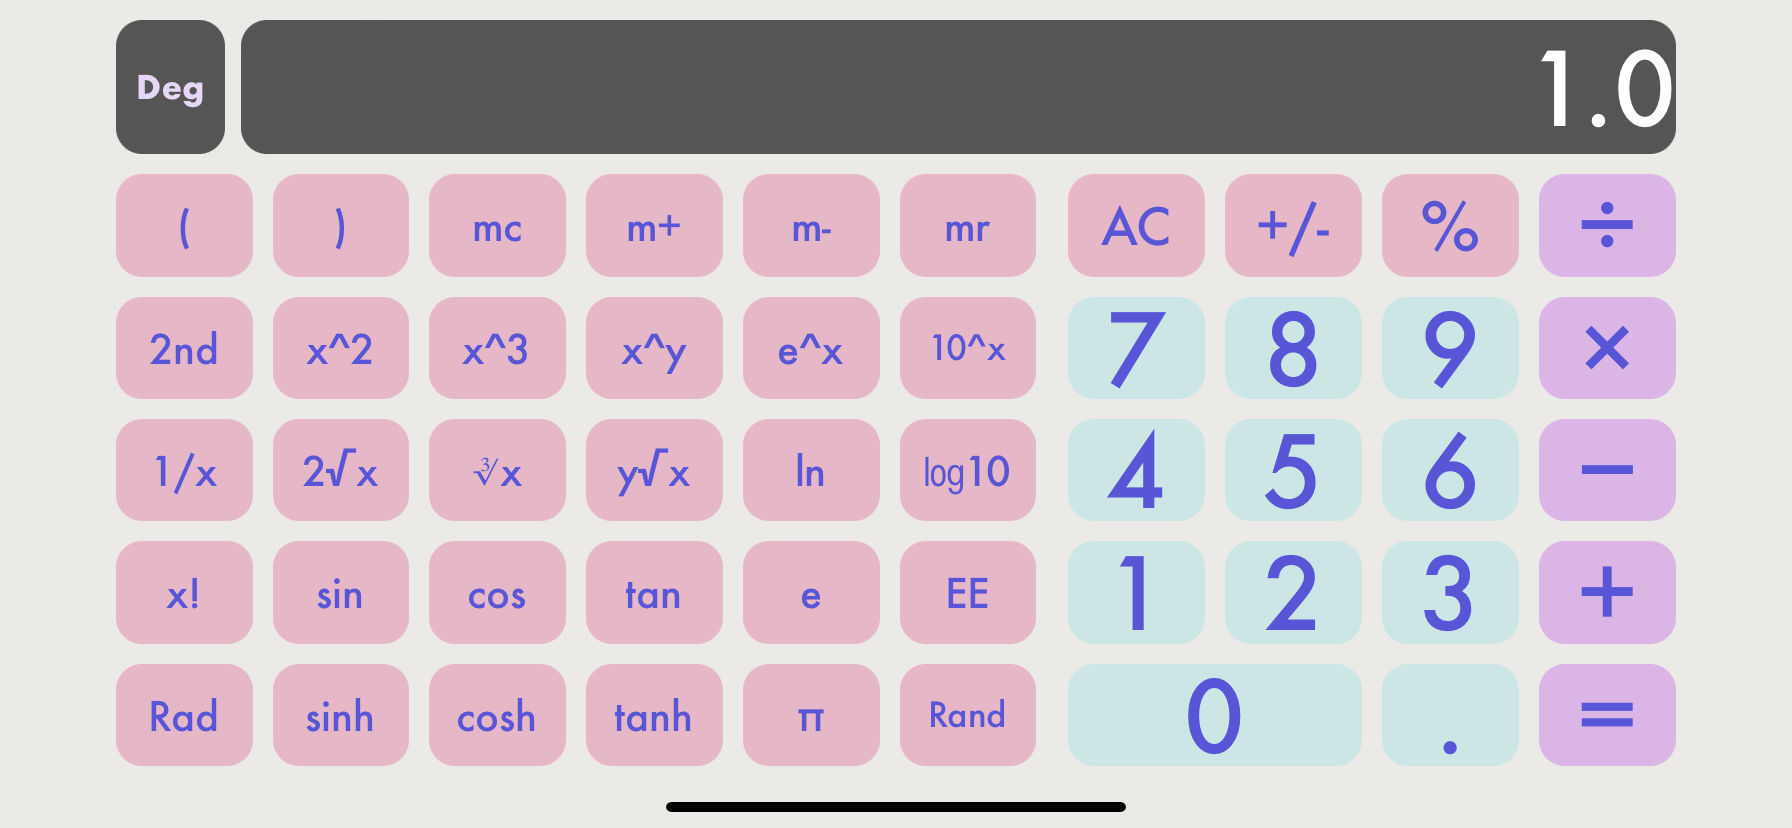 Deg 1.0
( ) mc m+ m- mr AC +/- % ÷
2nd x^2 x^3 x^y e^x 10^x 7 8 9 ×
1/x 2√x ∛x y√x ln log10 4 5 6 −
x! sin cos tan e EE 1 2 3 +
Rad sinh cosh tanh π Rand 0 . =